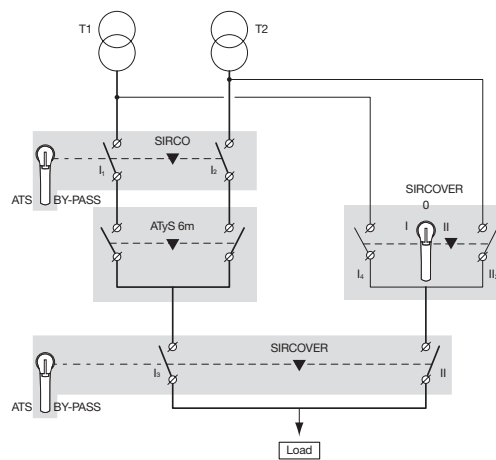 T1 T2
SIRCO
I₁ I₂
ATS BY-PASS
SIRCOVER
0
ATyS 6m
I II
I₄ II₂
SIRCOVER
I₃ II
ATS BY-PASS
Load